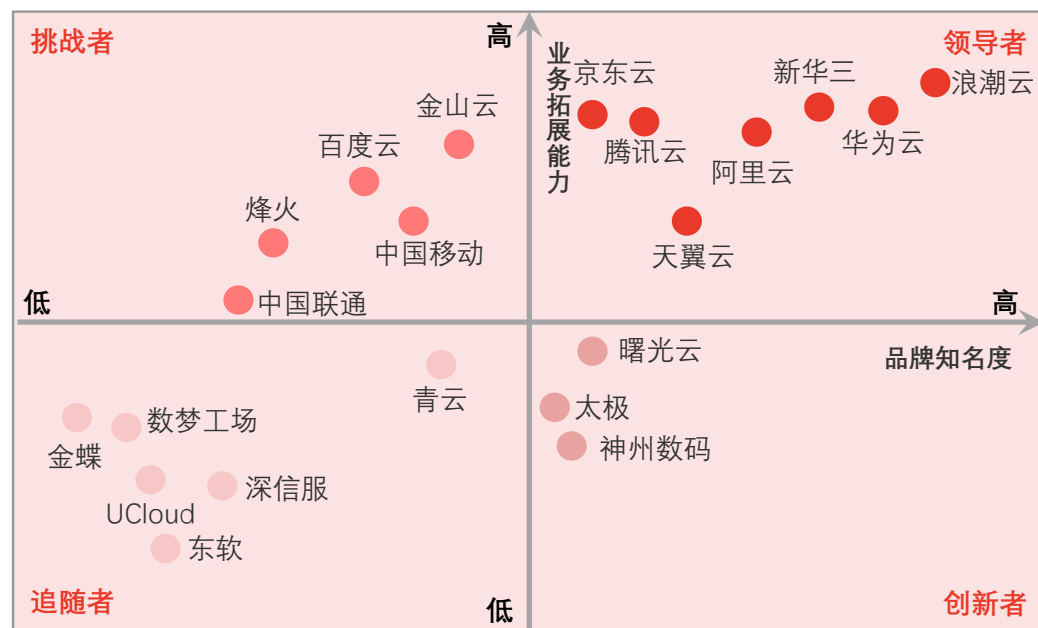 挑战者
高
业务拓展能力
领导者
京东云
新华三
浪潮云
金山云
百度云
腾讯云
华为云
阿里云
烽火
中国移动
天翼云
低
中国联通
高
品牌知名度
曙光云
青云
太极
数梦工场
金蝶
神州数码
深信服
UCloud
东软
追随者
低
创新者